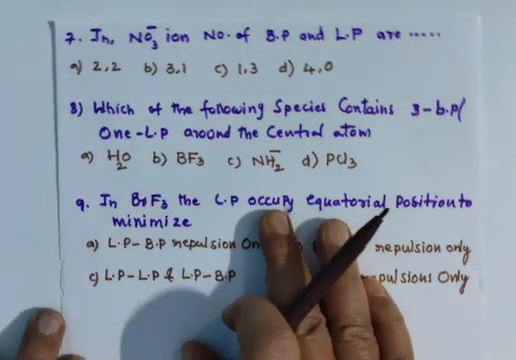 7. In, NO₃⁻ ion No. of B.P and L.P are .....
a) 2,2 b) 3,1 c) 1,3 d) 4,0
8) Which of the following Species Contains 3-b.p/
One-L.P around the Central atom
a) H₂O b) BF₃ c) NH₂⁻ d) PCl₃
9. In BrF₃ the L.P occupy equatorial Position to
minimize
a) L.P-B.P repulsion On repulsion only
c) L.P-L.P & L.P-B.P pulsions Only